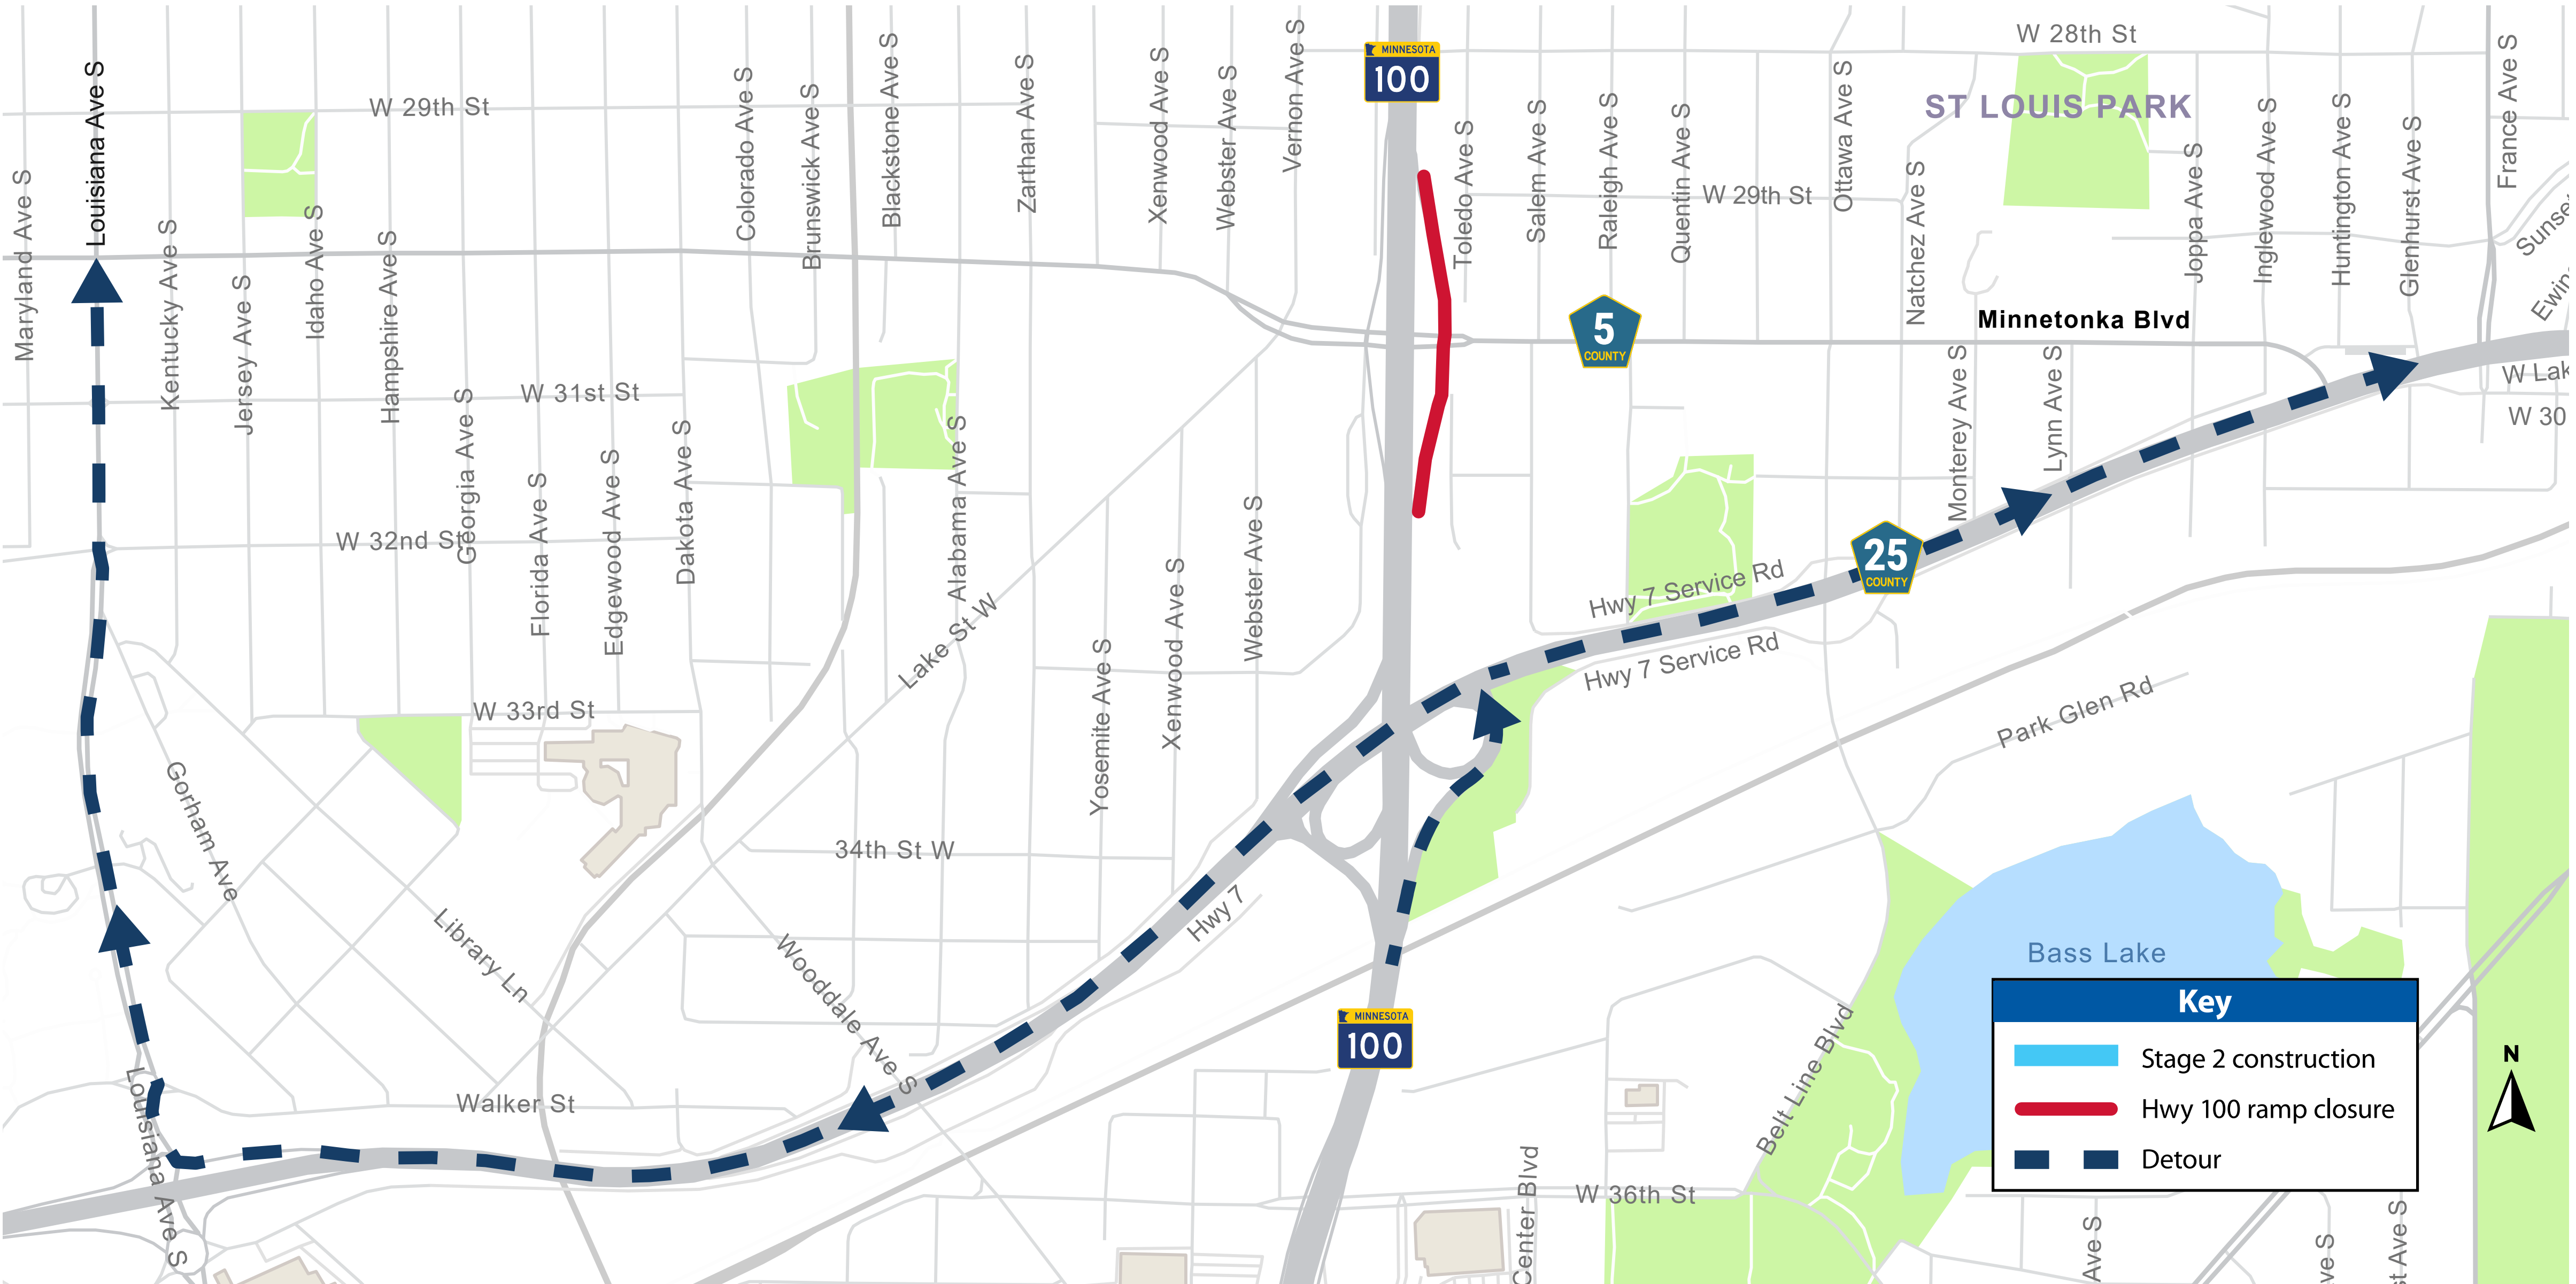 W 28th St
MINNESOTA
100
ST LOUIS PARK
W 29th St
Louisiana Ave S
Maryland Ave S
Kentucky Ave S
Jersey Ave S
Idaho Ave S
Hampshire Ave S
Georgia Ave S
Florida Ave S
Edgewood Ave S
Dakota Ave S
Colorado Ave S
Brunswick Ave S
Blackstone Ave S
Alabama Ave S
Zarthan Ave S
Xenwood Ave S
Webster Ave S
Vernon Ave S
Toledo Ave S
Salem Ave S
Raleigh Ave S
Quentin Ave S
W 29th St
Ottawa Ave S
Natchez Ave S
Joppa Ave S
Inglewood Ave S
Huntington Ave S
Glenhurst Ave S
France Ave S
Sunse
Ewin
5
COUNTY
Minnetonka Blvd
W Lak
W 30
W 31st St
W 32nd St
Monterey Ave S
Lynn Ave S
25
COUNTY
Hwy 7 Service Rd
Hwy 7 Service Rd
Lake St W
Yosemite Ave S
Xenwood Ave S
Webster Ave S
W 33rd St
Park Glen Rd
Gorham Ave
34th St W
Library Ln
Hwy 7
Wooddale Ave S
Bass Lake
MINNESOTA
100
Belt Line Blvd
Walker St
Louisiana Ave S
W 36th St
Center Blvd
Ave S
ve S
t Ave S
Key
Stage 2 construction
Hwy 100 ramp closure
Detour
N